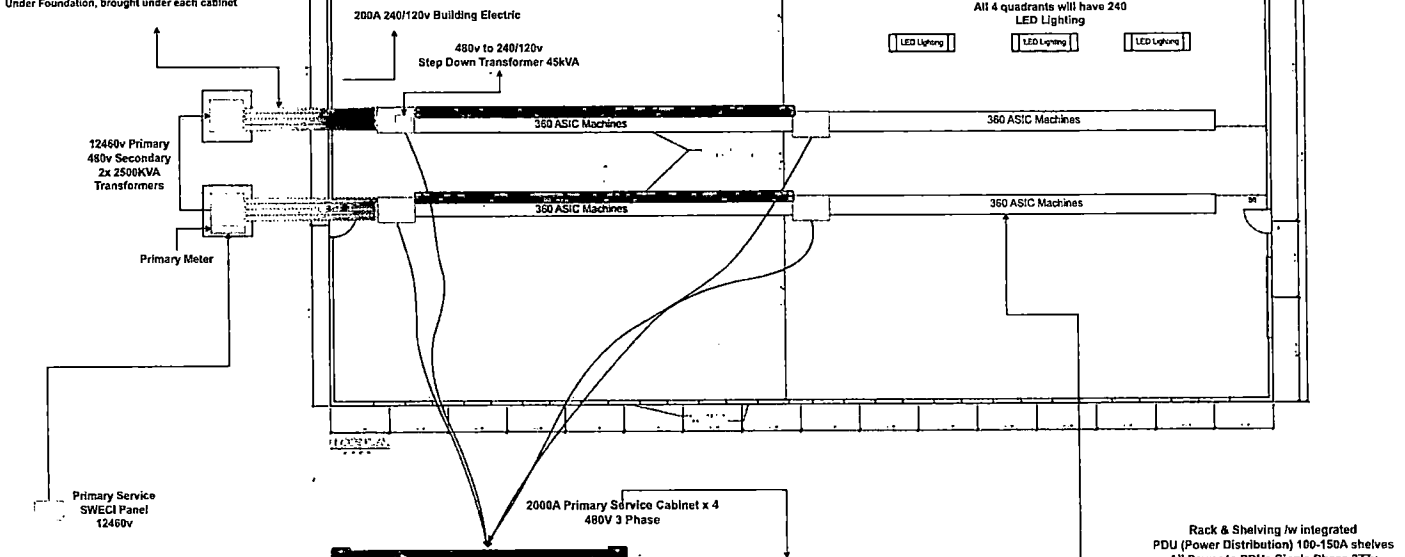 Under Foundation, brought under each cabinet
200A 240/120v Building Electric
480v to 240/120v
Step Down Transformer 45kVA
All 4 quadrants will have 240
LED Lighting
LED Lighting
LED Lighting
LED Lighting
360 ASIC Machines
360 ASIC Machines
12460v Primary
480v Secondary
2x 2500KVA
Transformers
360 ASIC Machines
360 ASIC Machines
Primary Meter
Primary Service
SWECI Panel
12460v
2000A Primary Service Cabinet x 4
480V 3 Phase
Rack & Shelving /w integrated
PDU (Power Distribution) 100-150A shelves